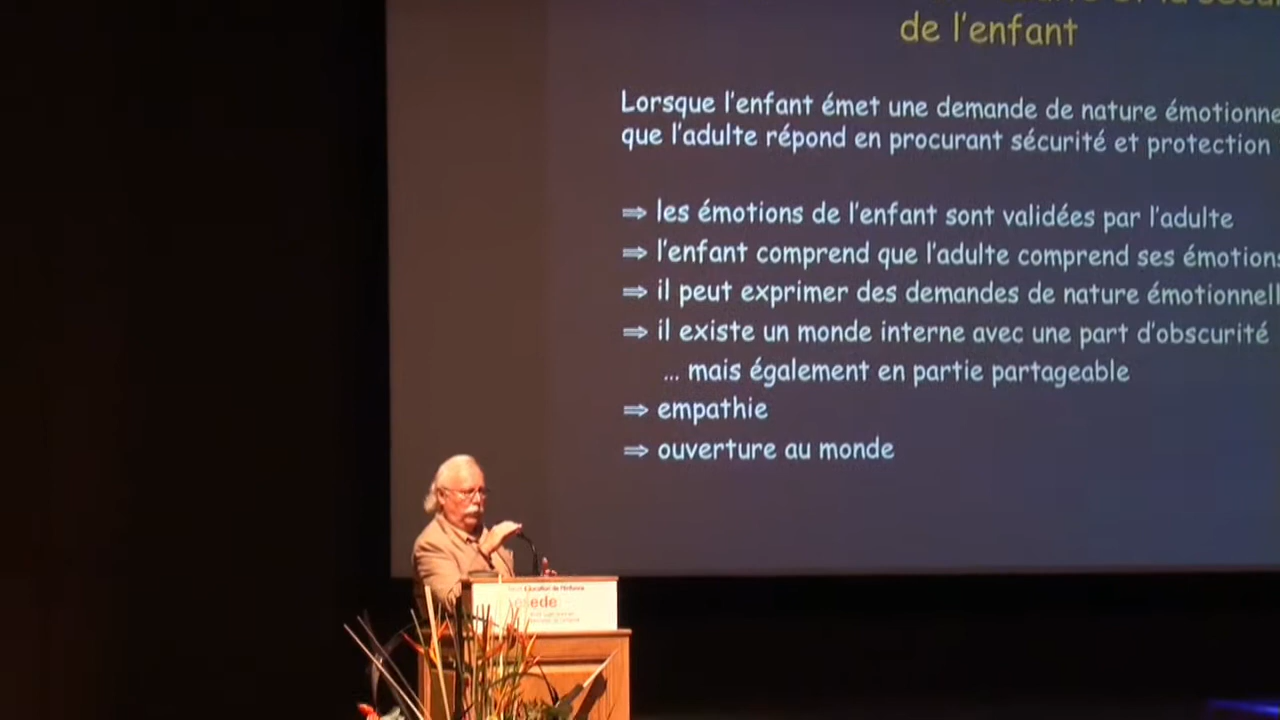 de l'enfant
Lorsque l'enfant émet une demande de nature émotionne
que l'adulte répond en procurant sécurité et protection
⇒ les émotions de l'enfant sont validées par l'adulte
⇒ l'enfant comprend que l'adulte comprend ses émotions
⇒ il peut exprimer des demandes de nature émotionnell
⇒ il existe un monde interne avec une part d'obscurité
... mais également en partie partageable
⇒ empathie
⇒ ouverture au monde